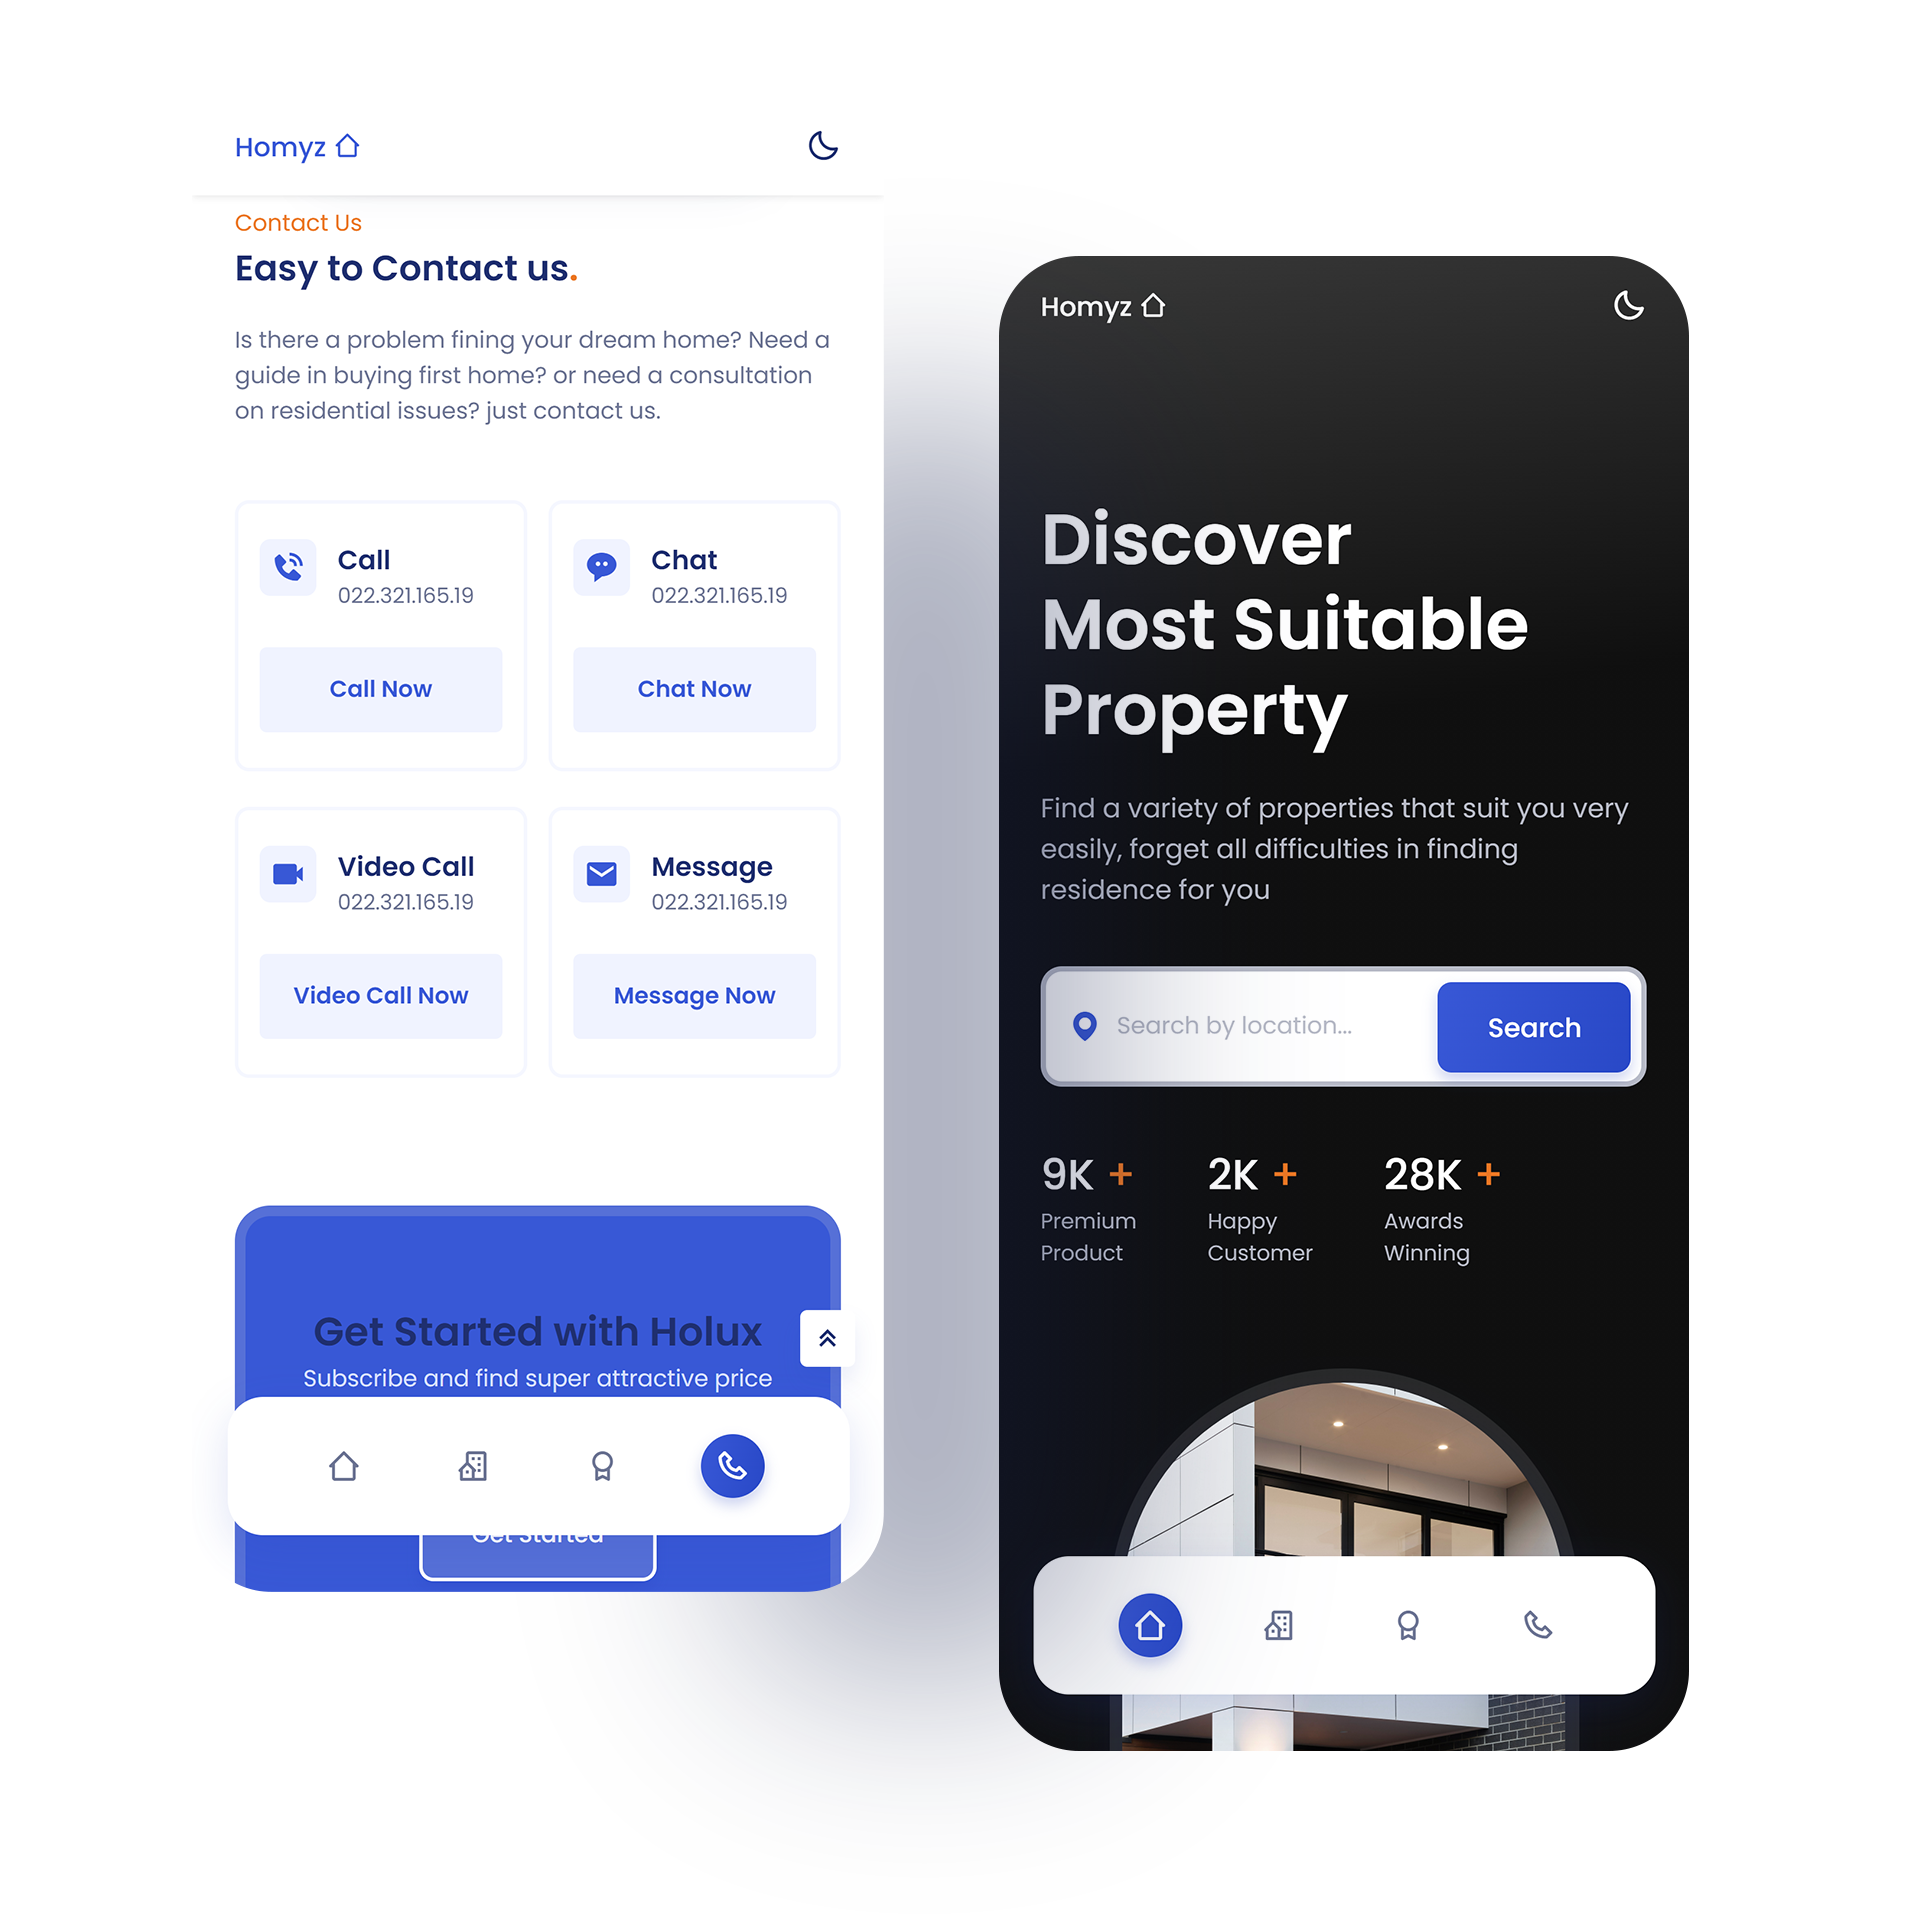 Homyz
Contact Us
Easy to Contact us.
Is there a problem fining your dream home? Need a
guide in buying first home? or need a consultation
on residential issues? just contact us.
Call
022.321.165.19
Call Now
Chat
022.321.165.19
Chat Now
Video Call
022.321.165.19
Video Call Now
Message
022.321.165.19
Message Now
Get Started with Holux
Subscribe and find super attractive price
Get Started
Homyz
Discover
Most Suitable
Property
Find a variety of properties that suit you very
easily, forget all difficulties in finding
residence for you
Search by location...
Search
9K +
Premium
Product
2K +
Happy
Customer
28K +
Awards
Winning